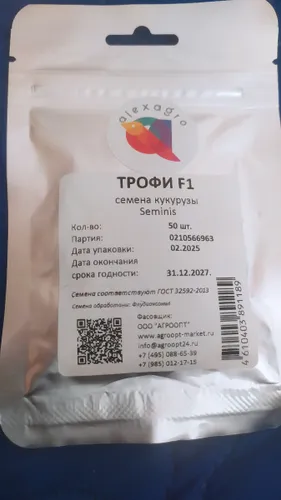 alexagro
ТРОФИ F1
семена кукурузы
Seminis
Кол-во: 50 шт.
Партия: 0210566963
Дата упаковки: 02.2025
Дата окончания
срока годности: 31.12.2027.
Семена соответствуют ГОСТ 32592-2013
Семена обработаны: Флудиоксонил
Фасовщик:
ООО "АГРООПТ"
www.agroopt-market.ru
info@agroopt24.ru
+7 (495) 088-65-39
+7 (985) 012-17-15
4610403891189